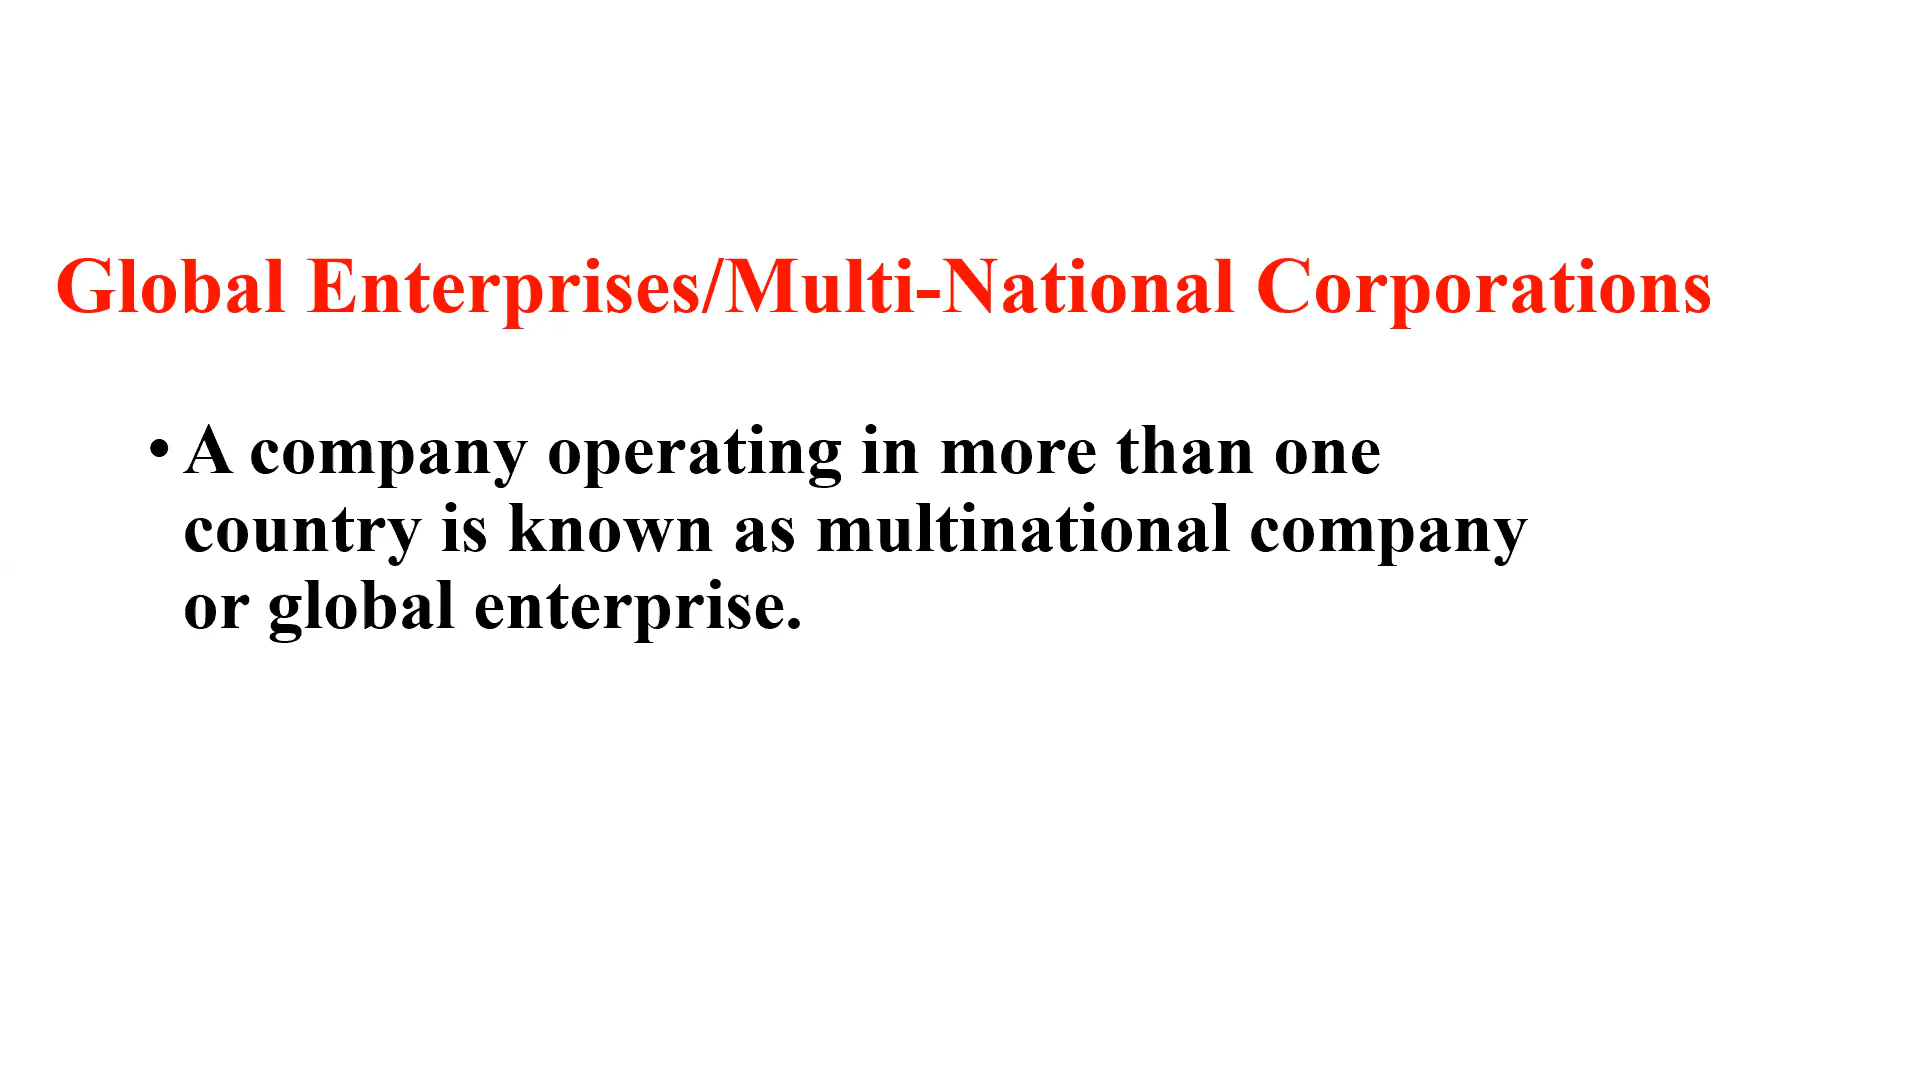 Global Enterprises/Multi-National Corporations
• A company operating in more than one
country is known as multinational company
or global enterprise.